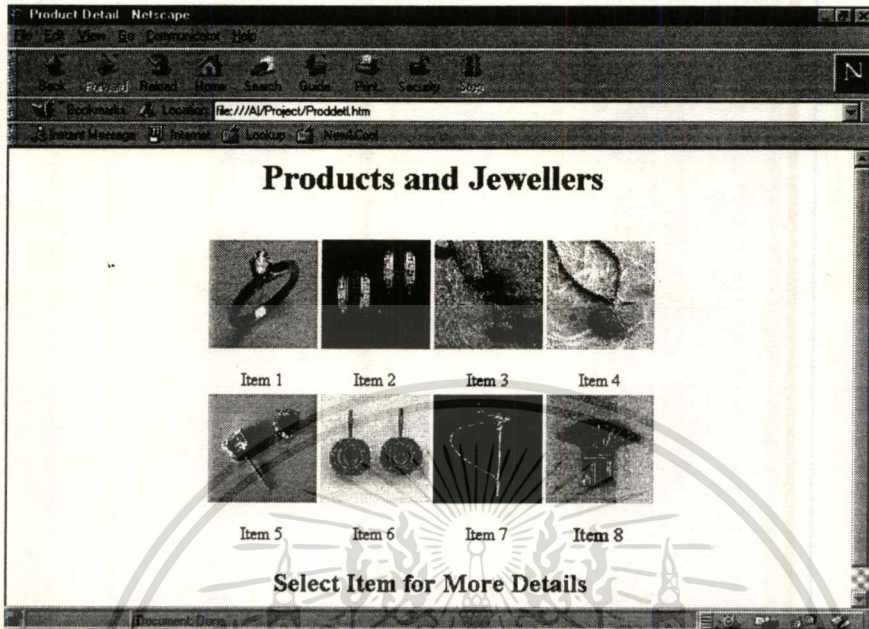 Product Detail - Netscape
File Edit View Go Communicator Help
Back Forward Reload Home Search Guide Print Security Stop
N
Bookmarks Location: file:///A|/Project/Proddetl.htm
Instant Message Internet Lookup New&Cool
Products and Jewellers
Item 1 Item 2 Item 3 Item 4
Item 5 Item 6 Item 7 Item 8
Select Item for More Details
Document: Done